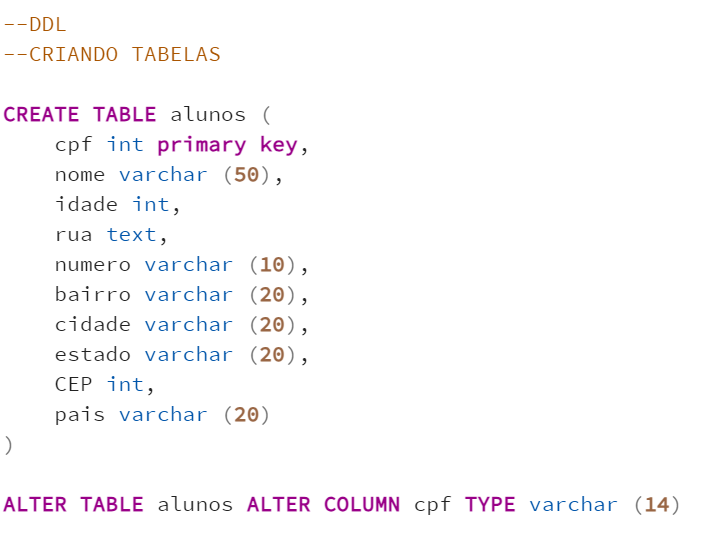 --DDL
--CRIANDO TABELAS
CREATE TABLE alunos (
cpf int primary key,
nome varchar (50),
idade int,
rua text,
numero varchar (10),
bairro varchar (20),
cidade varchar (20),
estado varchar (20),
CEP int,
pais varchar (20)
)
ALTER TABLE alunos ALTER COLUMN cpf TYPE varchar (14)